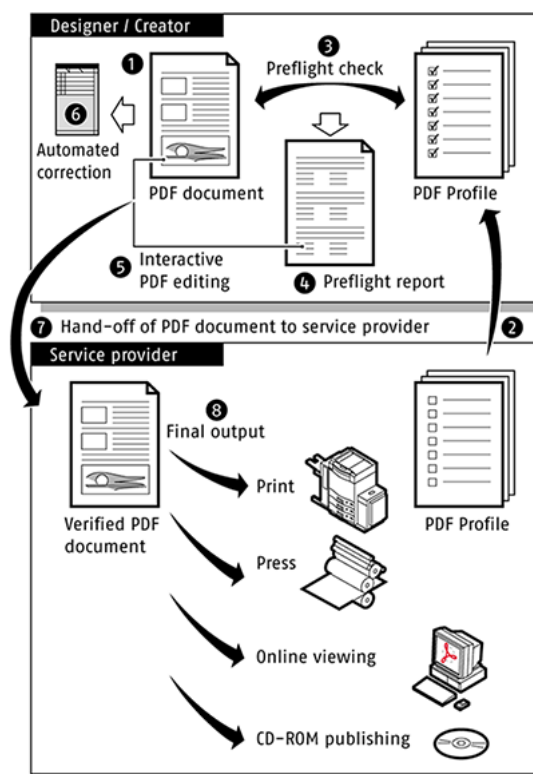 Designer / Creator
❶
❸
Preflight check
❻
Automated
correction
PDF document
PDF Profile
❺ Interactive
PDF editing
❹ Preflight report
❼ Hand-off of PDF document to service provider
❷
Service provider
❽
Final output
Print
Verified PDF
document
PDF Profile
Press
Online viewing
CD-ROM publishing